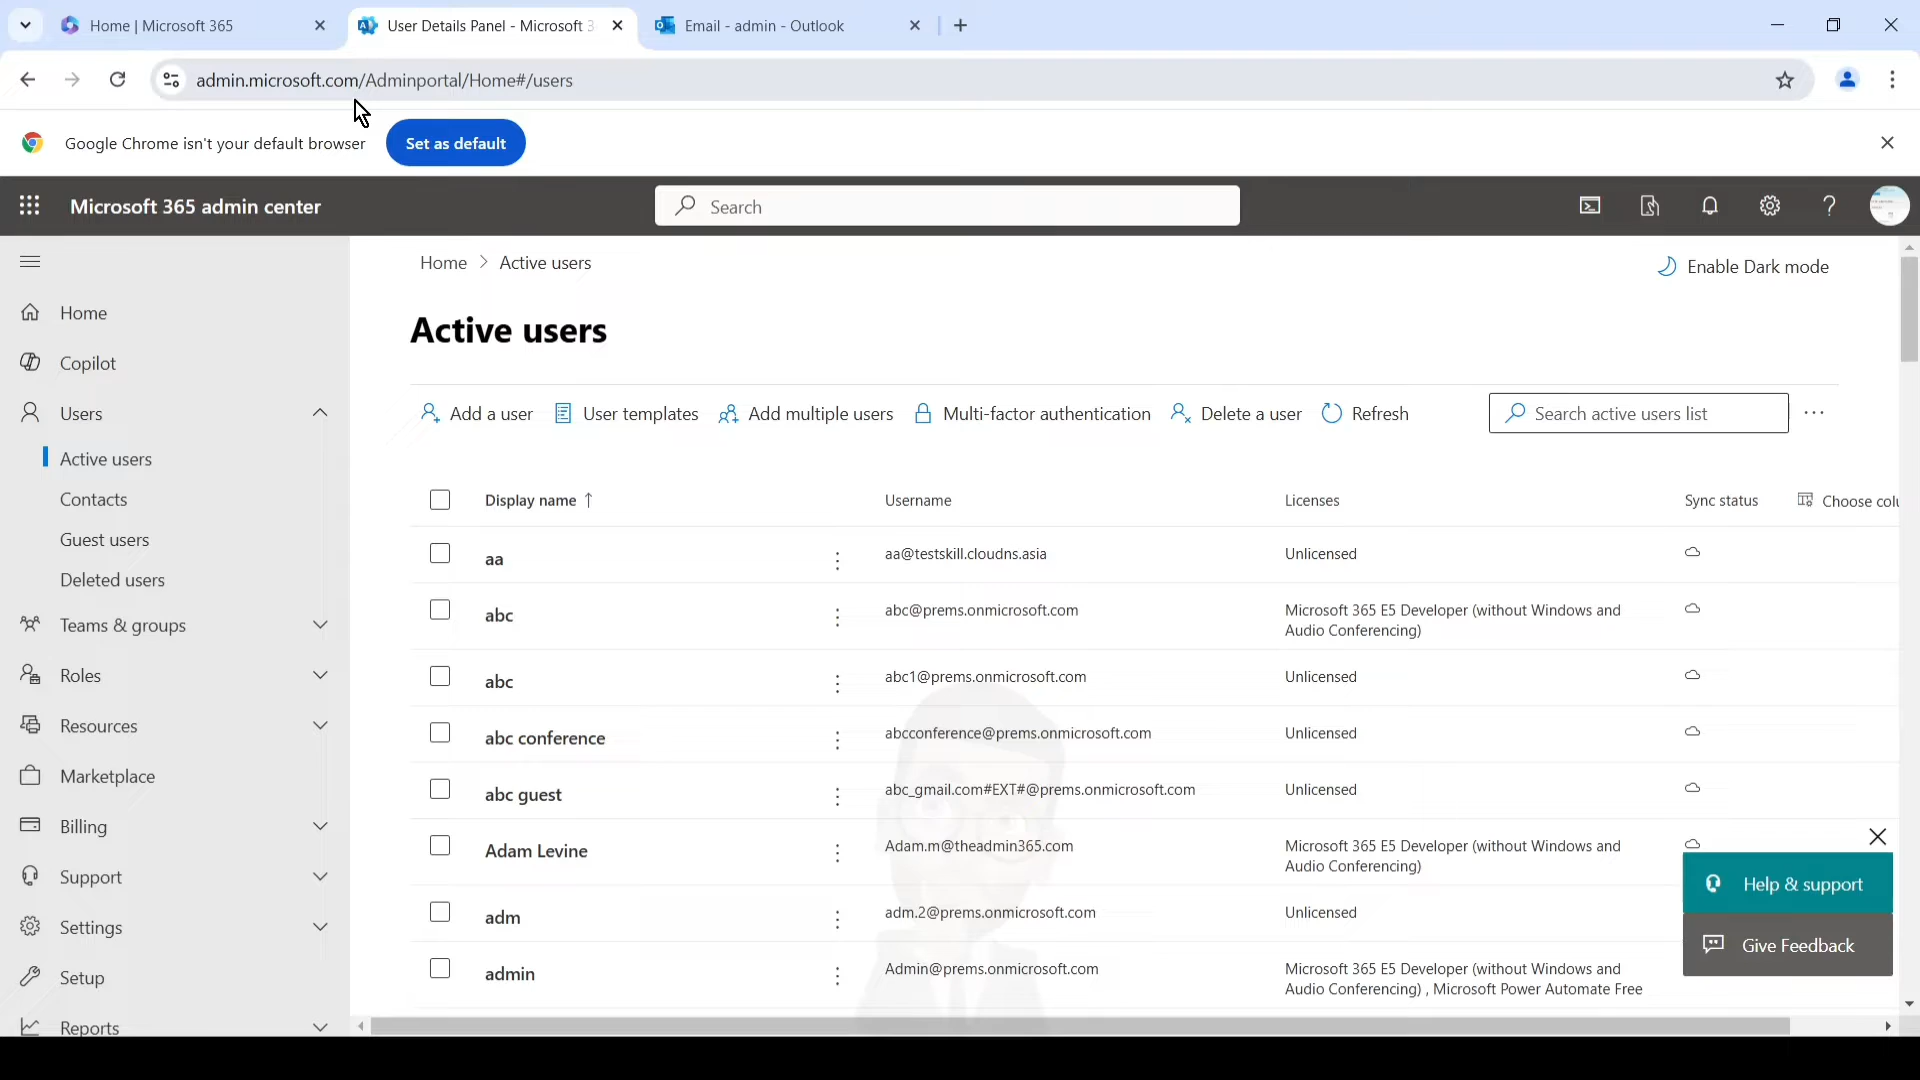 Home | Microsoft 365
User Details Panel - Microsoft 3
Email - admin - Outlook
admin.microsoft.com/Adminportal/Home#/users
Google Chrome isn't your default browser
Set as default
Microsoft 365 admin center
Search
Home
Copilot
Users
Active users
Contacts
Guest users
Deleted users
Teams & groups
Roles
Resources
Marketplace
Billing
Support
Settings
Setup
Reports
Home > Active users
Enable Dark mode
Active users
Add a user
User templates
Add multiple users
Multi-factor authentication
Delete a user
Refresh
Search active users list
Display name ↑
Username
Licenses
Sync status
Choose colu
aa
aa@testskill.cloudns.asia
Unlicensed
abc
abc@prems.onmicrosoft.com
Microsoft 365 E5 Developer (without Windows and
Audio Conferencing)
abc
abc1@prems.onmicrosoft.com
Unlicensed
abc conference
abcconference@prems.onmicrosoft.com
Unlicensed
abc guest
abc_gmail.com#EXT#@prems.onmicrosoft.com
Unlicensed
Adam Levine
Adam.m@theadmin365.com
Microsoft 365 E5 Developer (without Windows and
Audio Conferencing)
adm
adm.2@prems.onmicrosoft.com
Unlicensed
admin
Admin@prems.onmicrosoft.com
Microsoft 365 E5 Developer (without Windows and
Audio Conferencing) , Microsoft Power Automate Free
Help & support
Give Feedback